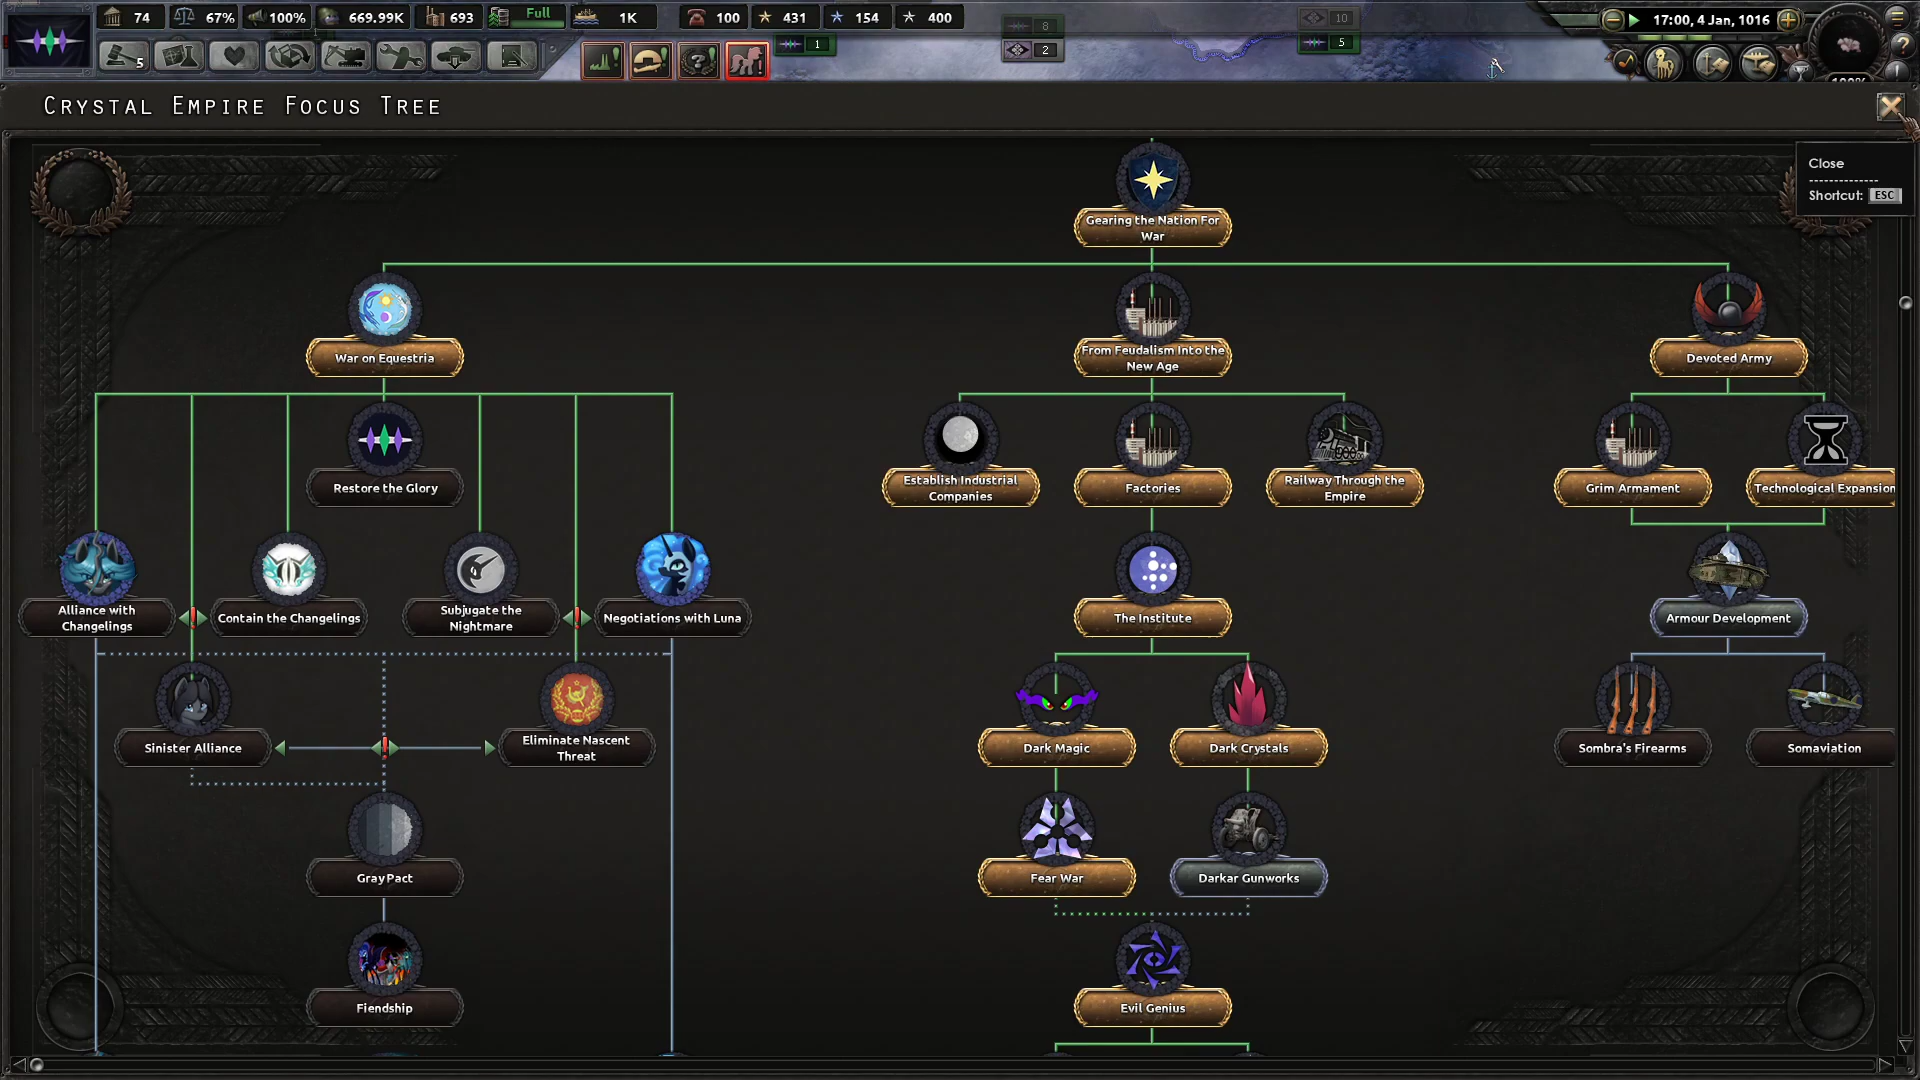 74
67%
100%
669.99K
693
Full
1K
100
431
154
400
8
2
10
5
17:00, 4 Jan, 1016
5
1
1
Crystal Empire Focus Tree
Close
--------------
Shortcut: ESC
Gearing the Nation For
War
War on Equestria
From Feudalism Into the
New Age
Devoted Army
Restore the Glory
Establish Industrial
Companies
Factories
Railway Through the
Empire
Grim Armament
Technological Expansion
Alliance with
Changelings
Contain the Changelings
Subjugate the
Nightmare
Negotiations with Luna
The Institute
Armour Development
Sinister Alliance
Eliminate Nascent
Threat
Dark Magic
Dark Crystals
Sombra's Firearms
Somaviation
Gray Pact
Fear War
Darkar Gunworks
Fiendship
Evil Genius